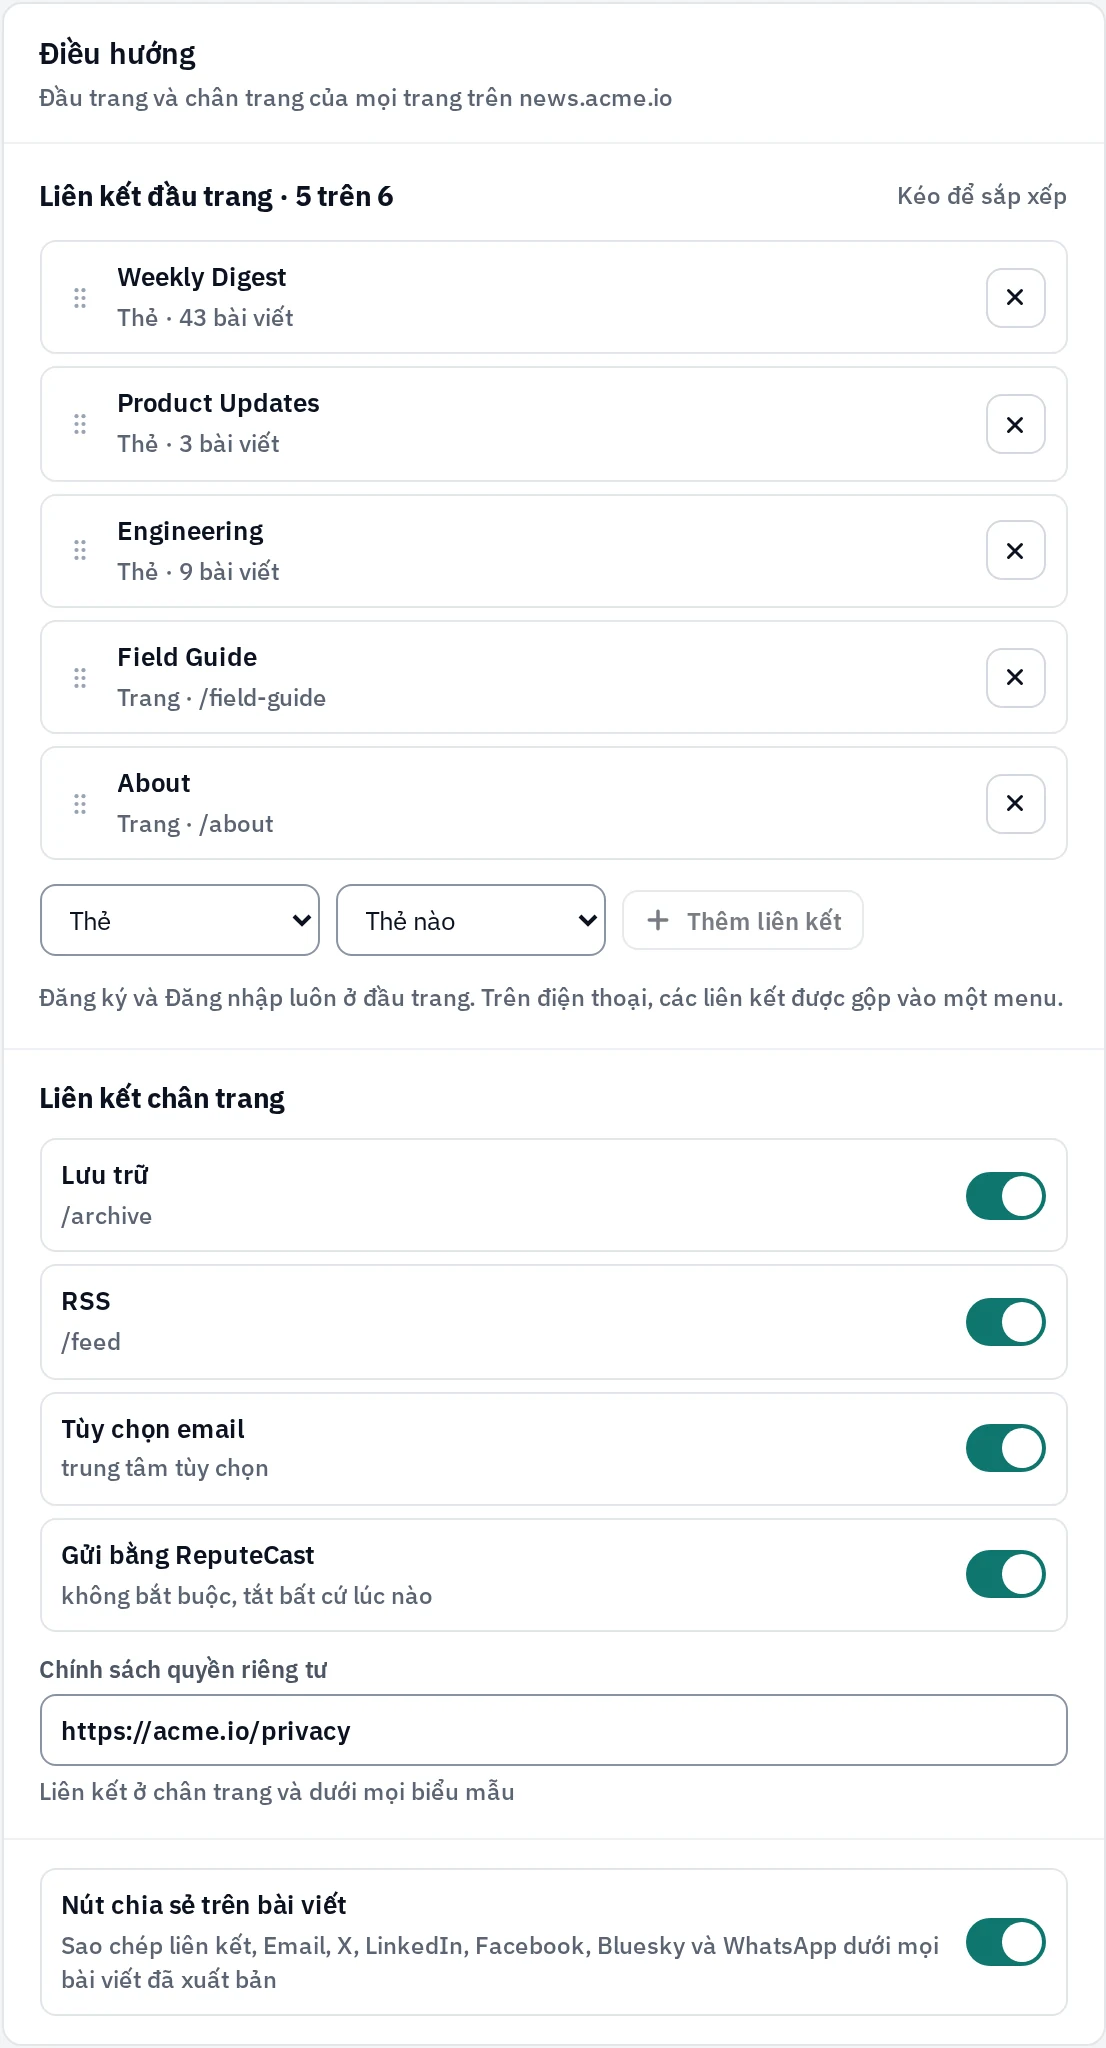 Điều hướng
Đầu trang và chân trang của mọi trang trên news.acme.io
Liên kết đầu trang · 5 trên 6
Kéo để sắp xếp
Weekly Digest
Thẻ · 43 bài viết
Product Updates
Thẻ · 3 bài viết
Engineering
Thẻ · 9 bài viết
Field Guide
Trang · /field-guide
About
Trang · /about
Thẻ
Thẻ nào
Thêm liên kết
Đăng ký và Đăng nhập luôn ở đầu trang. Trên điện thoại, các liên kết được gộp vào một menu.
Liên kết chân trang
Lưu trữ
/archive
RSS
/feed
Tùy chọn email
trung tâm tùy chọn
Gửi bằng ReputeCast
không bắt buộc, tắt bất cứ lúc nào
Chính sách quyền riêng tư
https://acme.io/privacy
Liên kết ở chân trang và dưới mọi biểu mẫu
Nút chia sẻ trên bài viết
Sao chép liên kết, Email, X, LinkedIn, Facebook, Bluesky và WhatsApp dưới mọi
bài viết đã xuất bản